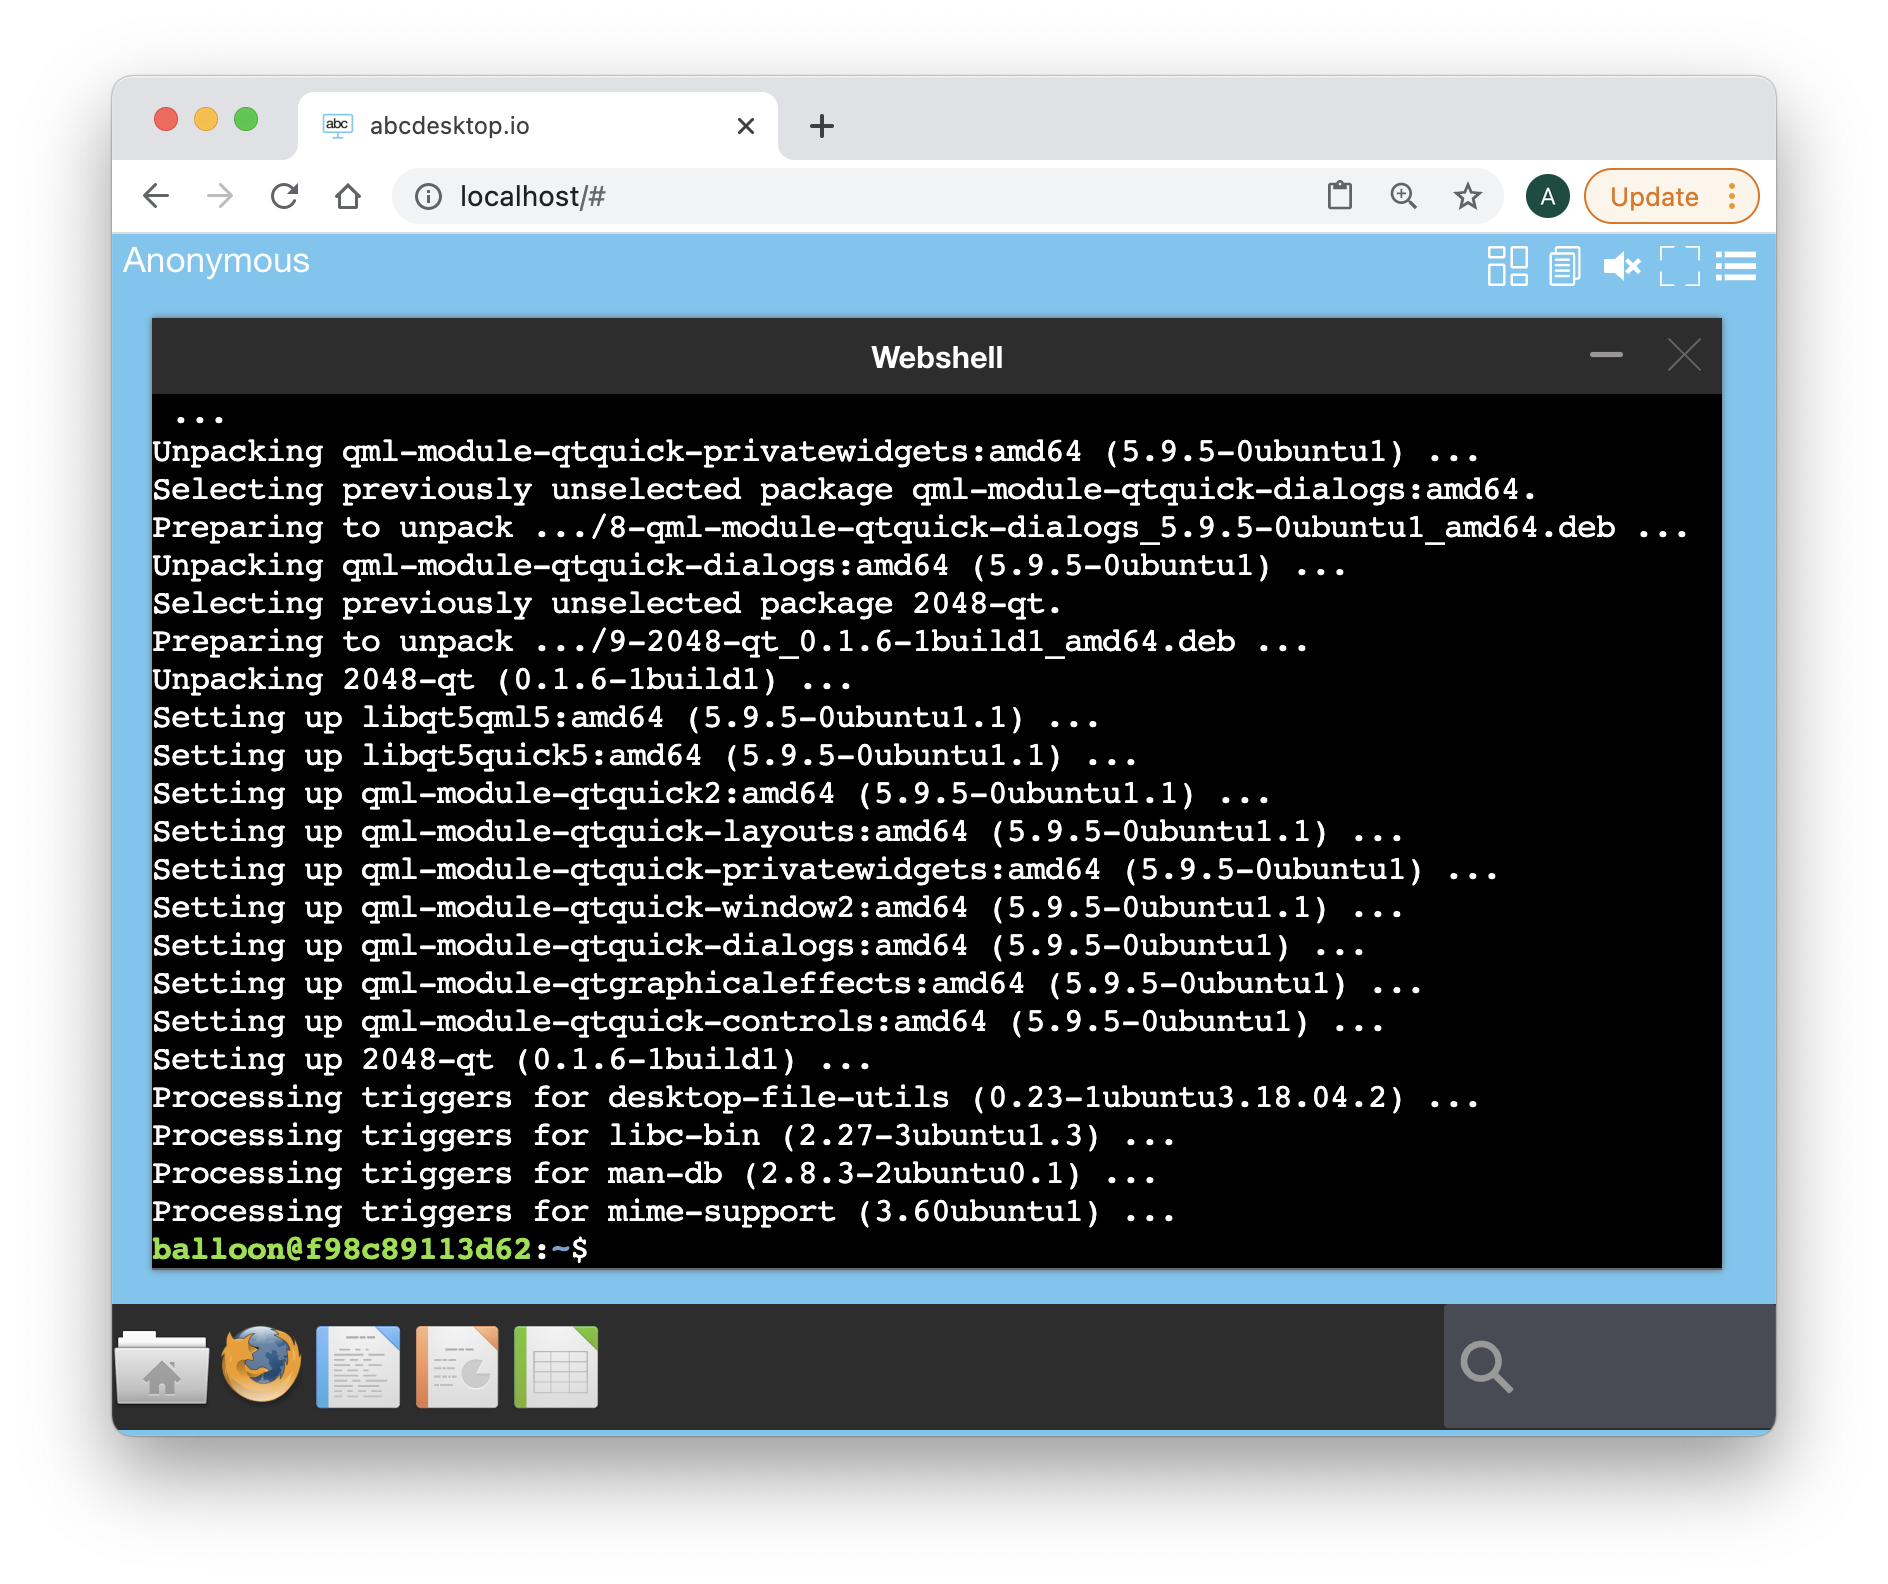 abc abcdesktop.io
localhost/#
A
Update
Anonymous
Webshell
...
Unpacking qml-module-qtquick-privatewidgets:amd64 (5.9.5-0ubuntu1) ...
Selecting previously unselected package qml-module-qtquick-dialogs:amd64.
Preparing to unpack .../8-qml-module-qtquick-dialogs_5.9.5-0ubuntu1_amd64.deb ...
Unpacking qml-module-qtquick-dialogs:amd64 (5.9.5-0ubuntu1) ...
Selecting previously unselected package 2048-qt.
Preparing to unpack .../9-2048-qt_0.1.6-1build1_amd64.deb ...
Unpacking 2048-qt (0.1.6-1build1) ...
Setting up libqt5qml5:amd64 (5.9.5-0ubuntu1.1) ...
Setting up libqt5quick5:amd64 (5.9.5-0ubuntu1.1) ...
Setting up qml-module-qtquick2:amd64 (5.9.5-0ubuntu1.1) ...
Setting up qml-module-qtquick-layouts:amd64 (5.9.5-0ubuntu1.1) ...
Setting up qml-module-qtquick-privatewidgets:amd64 (5.9.5-0ubuntu1) ...
Setting up qml-module-qtquick-window2:amd64 (5.9.5-0ubuntu1.1) ...
Setting up qml-module-qtquick-dialogs:amd64 (5.9.5-0ubuntu1) ...
Setting up qml-module-qtgraphicaleffects:amd64 (5.9.5-0ubuntu1) ...
Setting up qml-module-qtquick-controls:amd64 (5.9.5-0ubuntu1) ...
Setting up 2048-qt (0.1.6-1build1) ...
Processing triggers for desktop-file-utils (0.23-1ubuntu3.18.04.2) ...
Processing triggers for libc-bin (2.27-3ubuntu1.3) ...
Processing triggers for man-db (2.8.3-2ubuntu0.1) ...
Processing triggers for mime-support (3.60ubuntu1) ...
balloon@f98c89113d62:~$